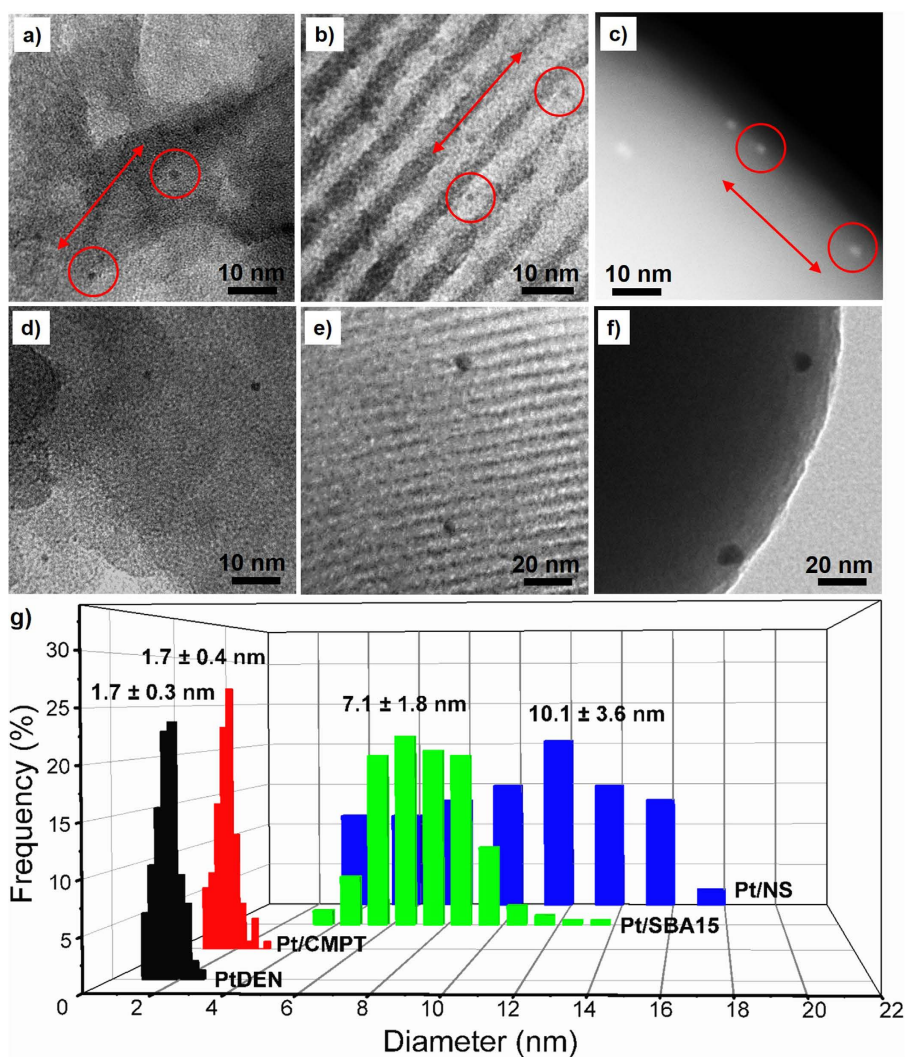 a)
b)
c)
10 nm
10 nm
10 nm
d)
e)
f)
10 nm
20 nm
20 nm
g)
30
25
20
15
10
5
0
Frequency (%)
1.7 ± 0.4 nm
1.7 ± 0.3 nm
7.1 ± 1.8 nm
10.1 ± 3.6 nm
Pt/NS
Pt/SBA15
Pt/CMPT
PtDEN
0 2 4 6 8 10 12 14 16 18 20 22
Diameter (nm)